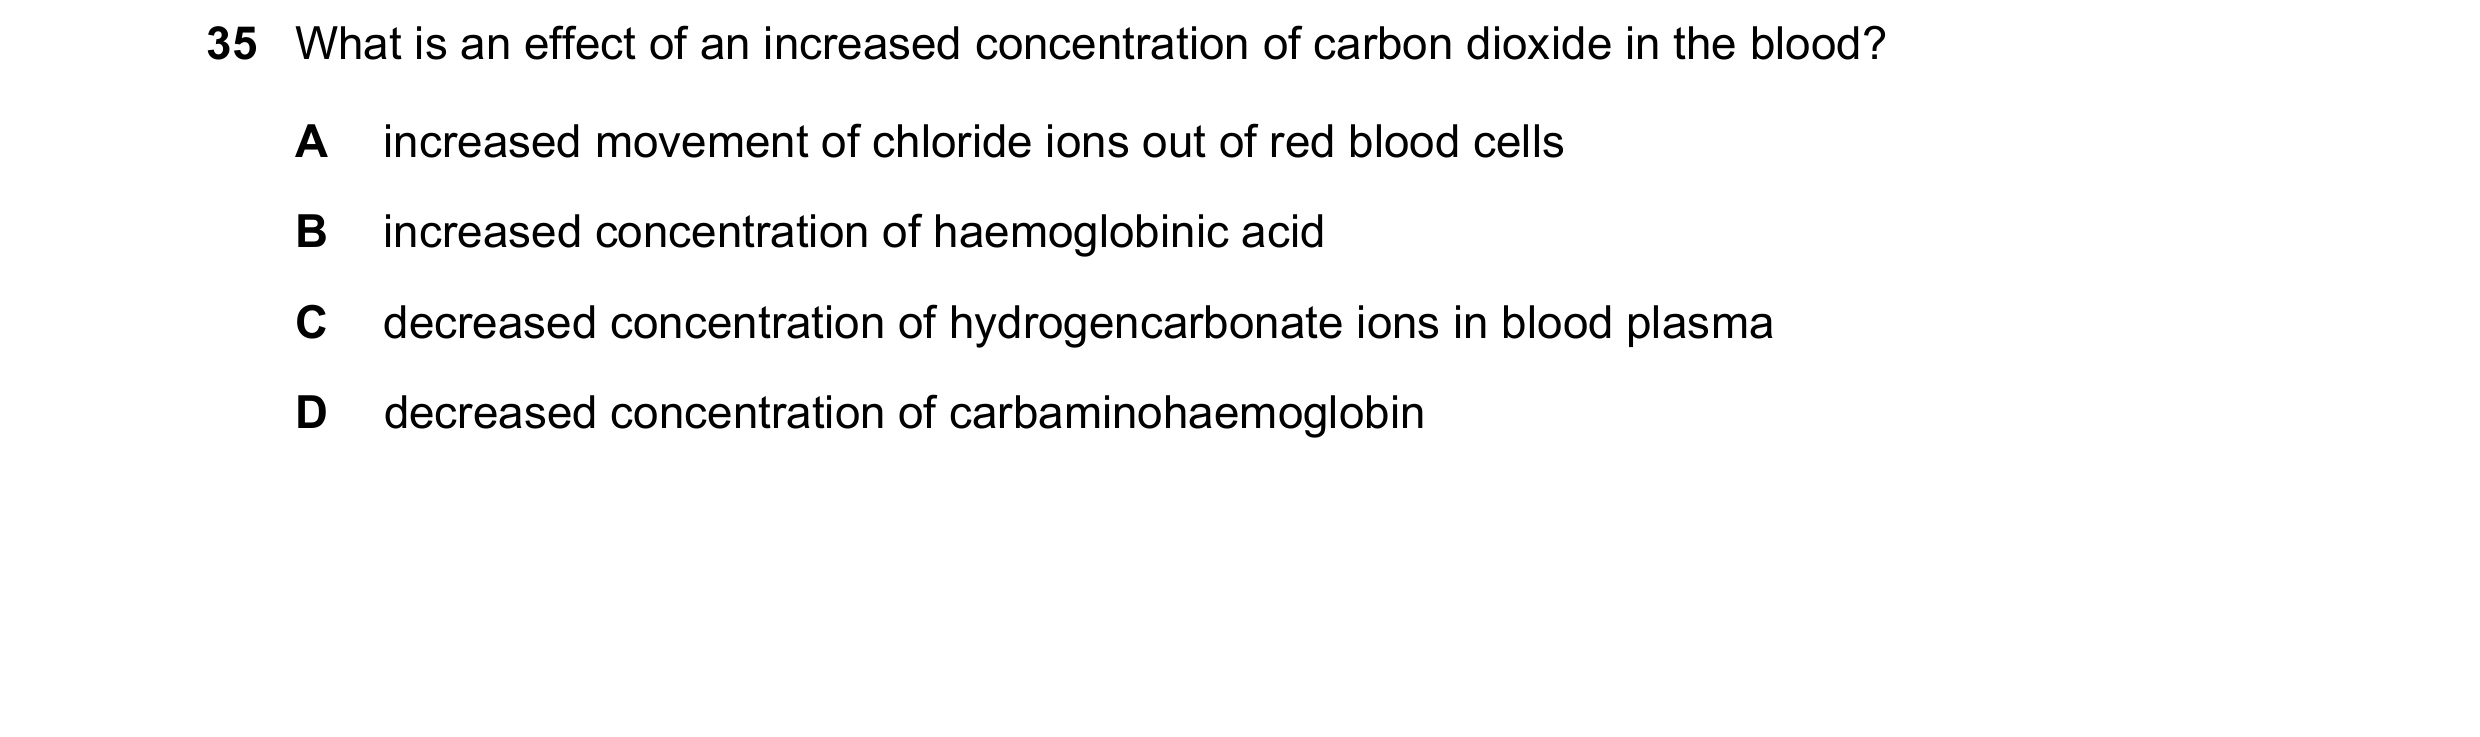 35 What is an effect of an increased concentration of carbon dioxide in the blood?
A increased movement of chloride ions out of red blood cells
B increased concentration of haemoglobinic acid
C decreased concentration of hydrogencarbonate ions in blood plasma
D decreased concentration of carbaminohaemoglobin